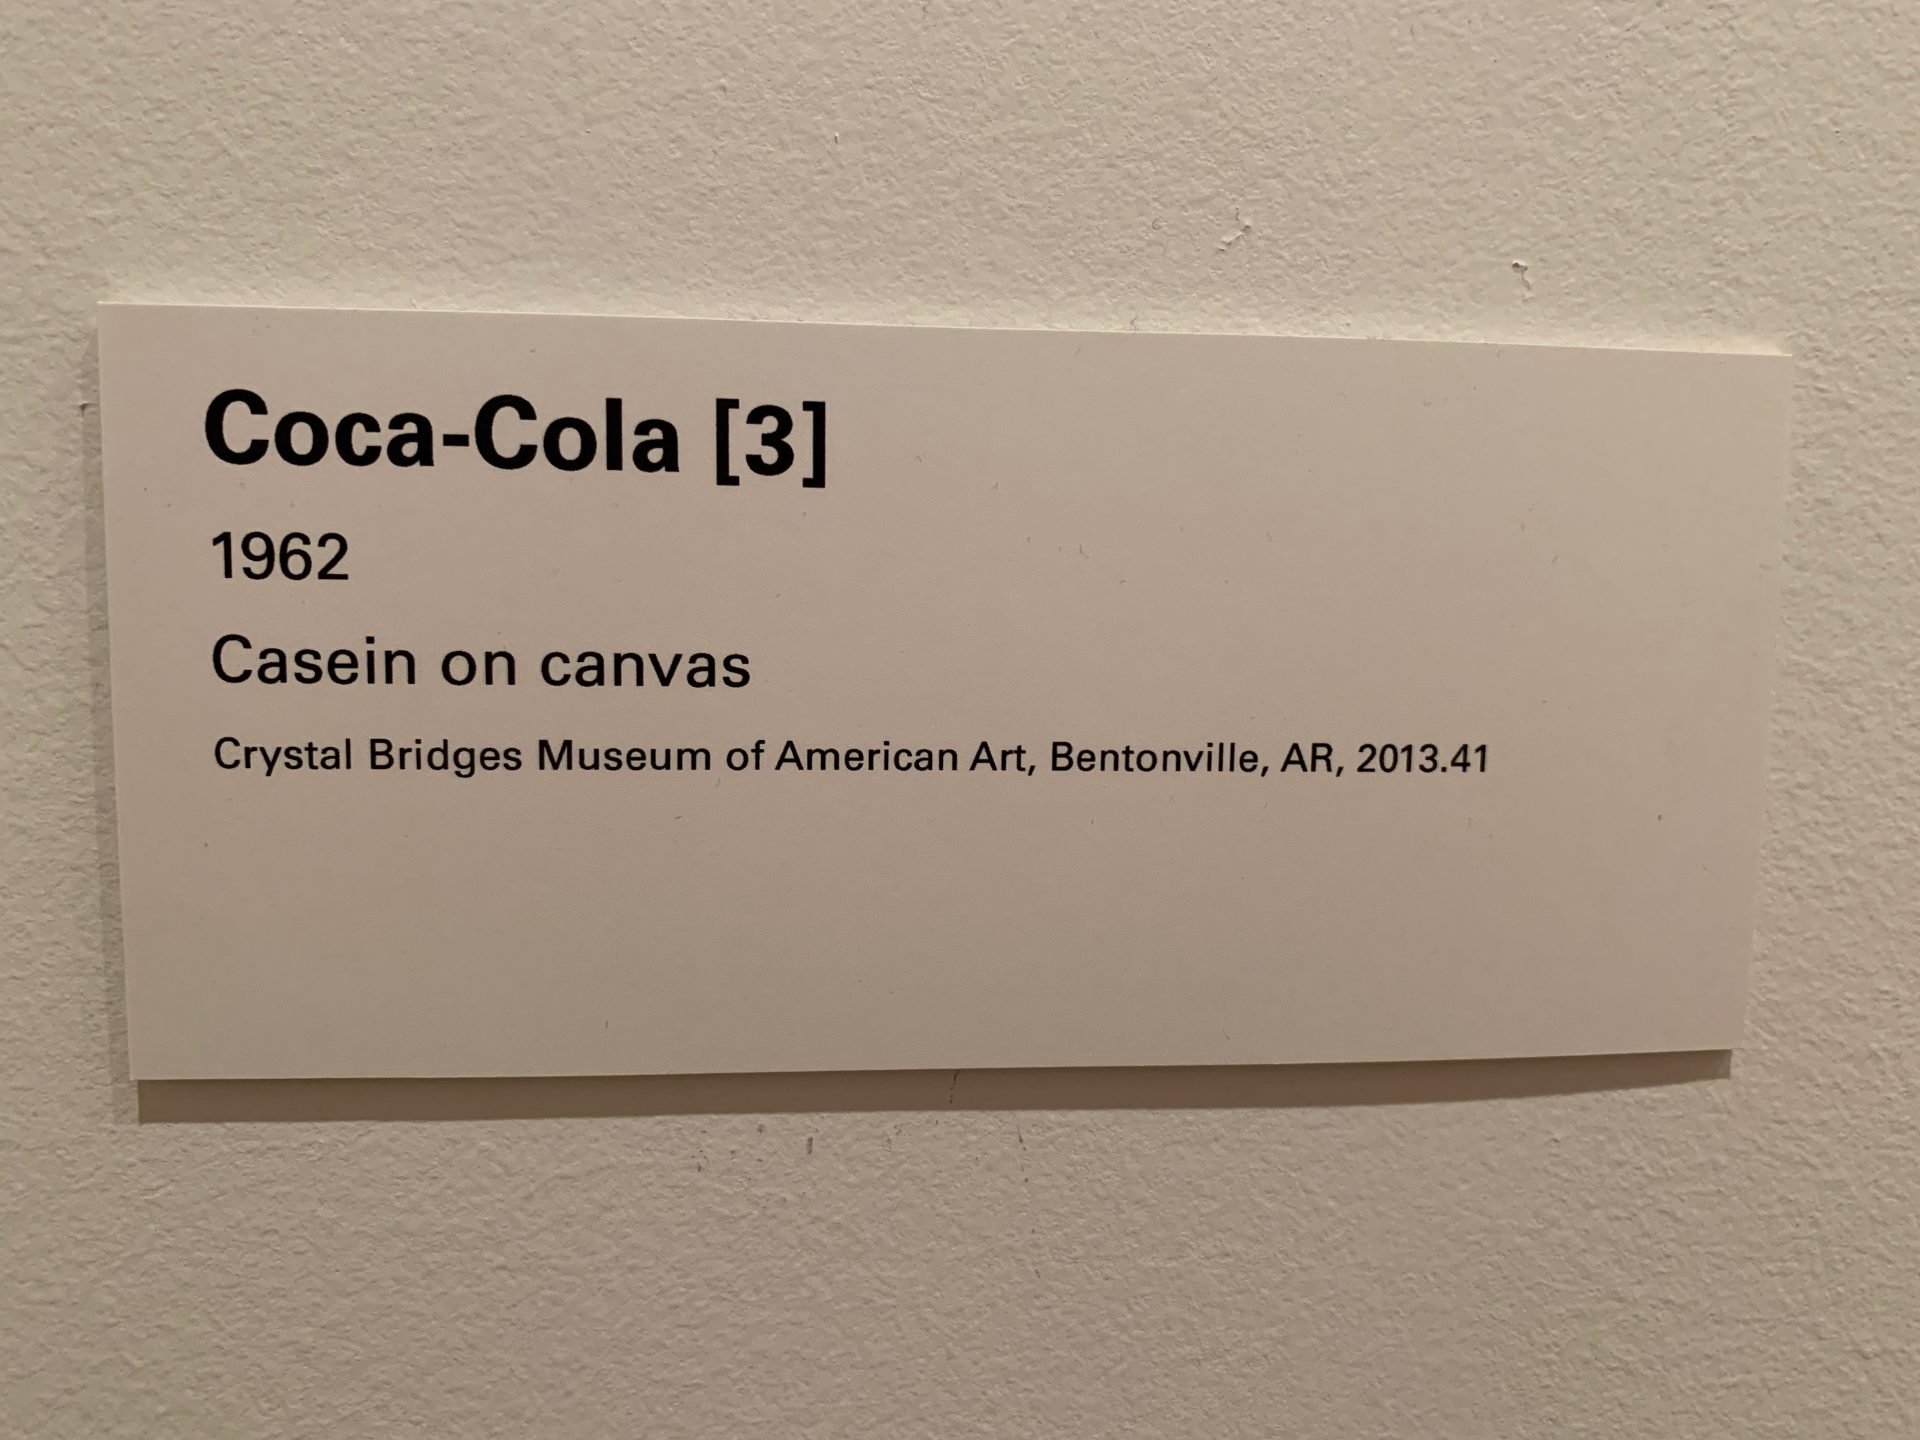 Coca-Cola [3]
1962
Casein on canvas
Crystal Bridges Museum of American Art, Bentonville, AR, 2013.41